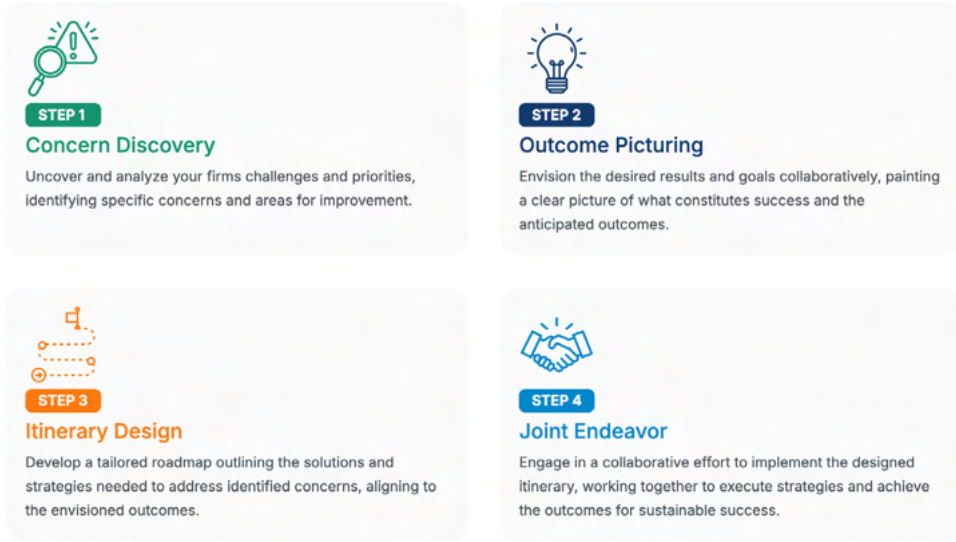 STEP 1
Concern Discovery
Uncover and analyze your firms challenges and priorities,
identifying specific concerns and areas for improvement.
STEP 2
Outcome Picturing
Envision the desired results and goals collaboratively, painting
a clear picture of what constitutes success and the
anticipated outcomes.
STEP 3
Itinerary Design
Develop a tailored roadmap outlining the solutions and
strategies needed to address identified concerns, aligning to
the envisioned outcomes.
STEP 4
Joint Endeavor
Engage in a collaborative effort to implement the designed
itinerary, working together to execute strategies and achieve
the outcomes for sustainable success.